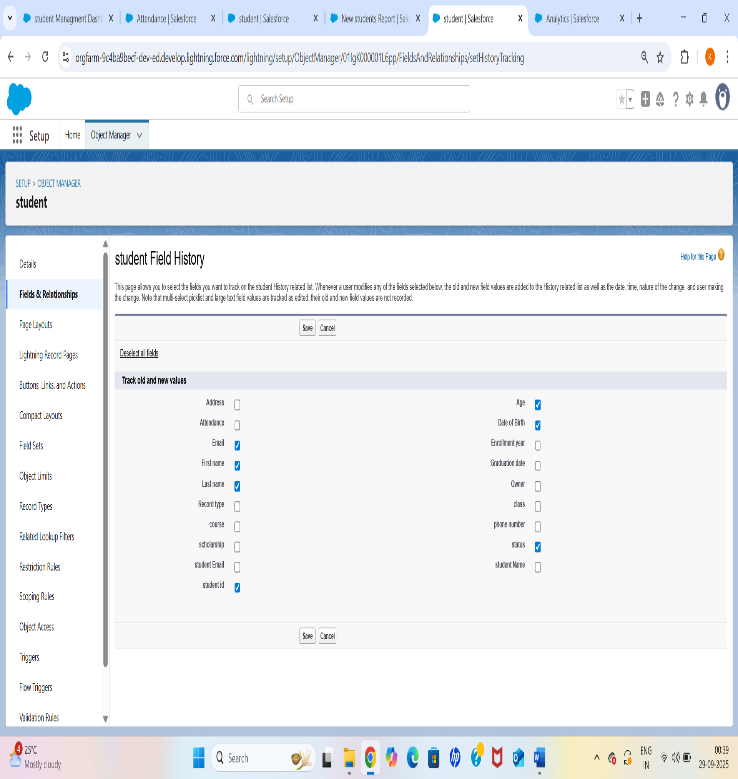 student Managment Dash
Attendance | Salesforce
student | Salesforce
New students Report | Sale
student | Salesforce
Analytics | Salesforce
orgfarm-9c4ba9becf-dev-ed.develop.lightning.force.com/lightning/setup/ObjectManager/01IgK000001L6pp/FieldsAndRelationships/setHistoryTracking
Search Setup
Setup
Home
Object Manager
SETUP > OBJECT MANAGER
student
Details
Fields & Relationships
Page Layouts
Lightning Record Pages
Buttons, Links, and Actions
Compact Layouts
Field Sets
Object Limits
Record Types
Related Lookup Filters
Restriction Rules
Scoping Rules
Object Access
Triggers
Flow Triggers
Validation Rules
student Field History
Help for this Page
This page allows you to select the fields you want to track on the student History related list. Whenever a user modifies any of the fields selected below, the old and new field values are added to the History related list as well as the date, time, nature of the change, and user making
the change. Note that multi-select picklist and large text field values are tracked as edited; their old and new field values are not recorded.
Save Cancel
Deselect all fields
Track old and new values
Address Age
Attendance Date of Birth
Email Enrollment year
First name Graduation date
Last name Owner
Record type class
course phone number
scholarship status
student Email student Name
student id
Save Cancel
4
25°C
Mostly cloudy
Search
ENG
IN
00:39
29-09-2025